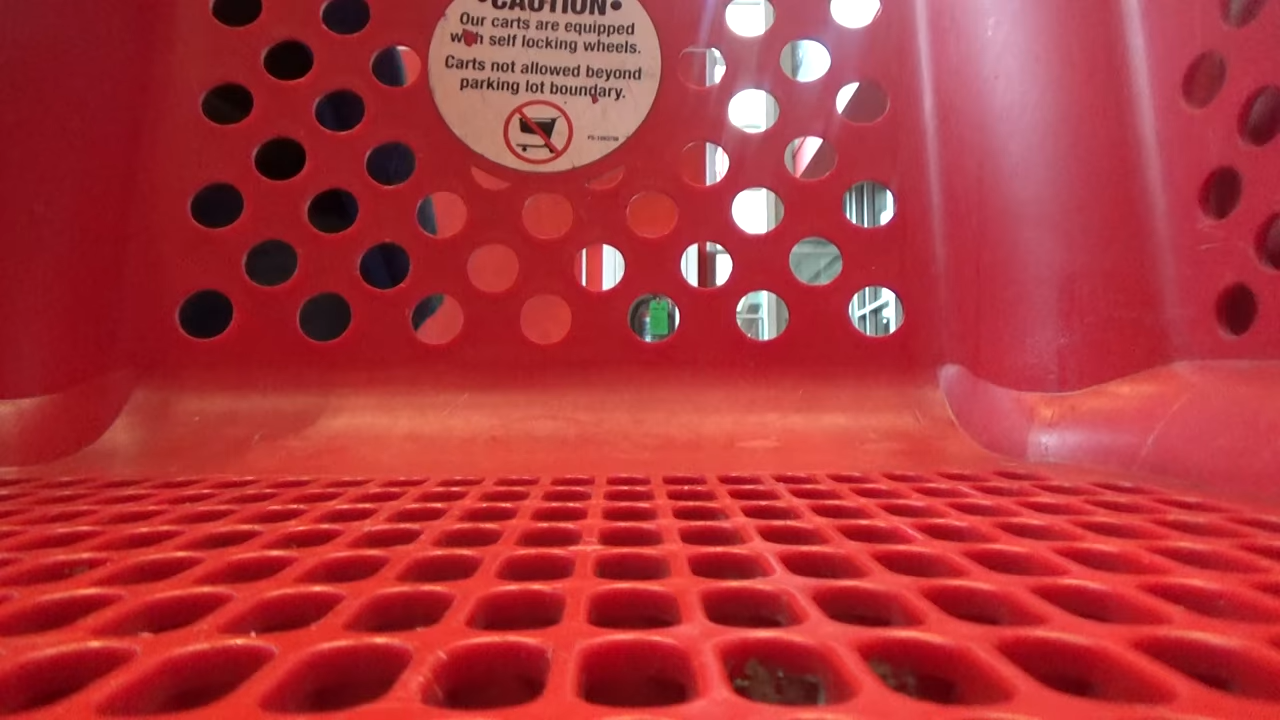 •CAUTION•
Our carts are equipped
with self locking wheels.
Carts not allowed beyond
parking lot boundary.